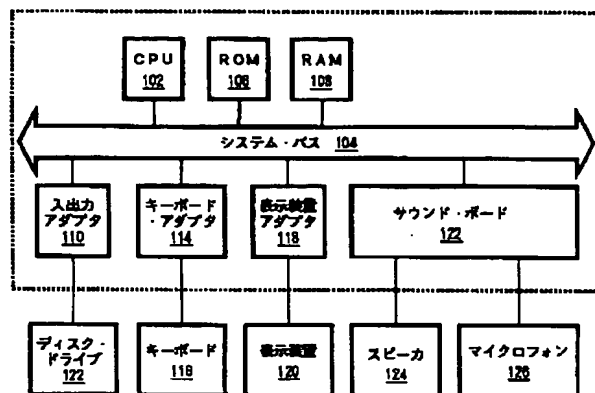 CPU
102
ROM
106
RAM
108
システム・バス 104
入出力
アダプタ
110
キーボード
・アダプタ
114
表示装置
アダプタ
118
サウンド・ボード
122
ディスク・
ドライブ
122
キーボード
116
表示装置
120
スピーカ
124
マイクロフォン
126